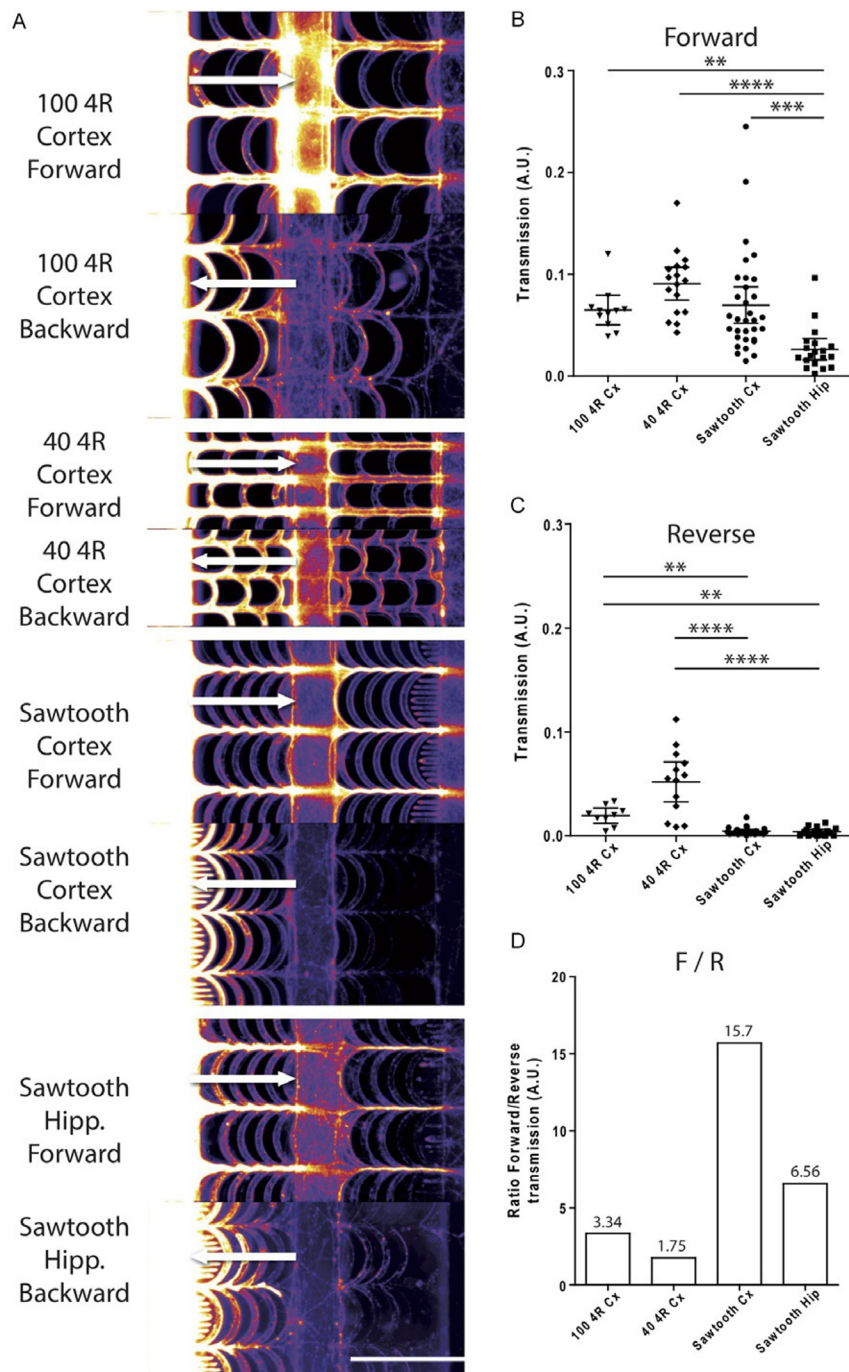 A
100 4R
Cortex
Forward
100 4R
Cortex
Backward
40 4R
Cortex
Forward
40 4R
Cortex
Backward
Sawtooth
Cortex
Forward
Sawtooth
Cortex
Backward
Sawtooth
Hipp.
Forward
Sawtooth
Hipp.
Backward
B
Forward
**
****
***
Transmission (A.U.)
0.3
0.2
0.1
0.0
100 4R Cx
40 4R Cx
Sawtooth Cx
Sawtooth Hip
C
Reverse
**
**
****
****
Transmission (A.U.)
0.3
0.2
0.1
0.0
100 4R Cx
40 4R Cx
Sawtooth Cx
Sawtooth Hip
D
F / R
Ratio Forward/Reverse
transmission (A.U.)
20
15
10
5
0
3.34
1.75
15.7
6.56
100 4R Cx
40 4R Cx
Sawtooth Cx
Sawtooth Hip